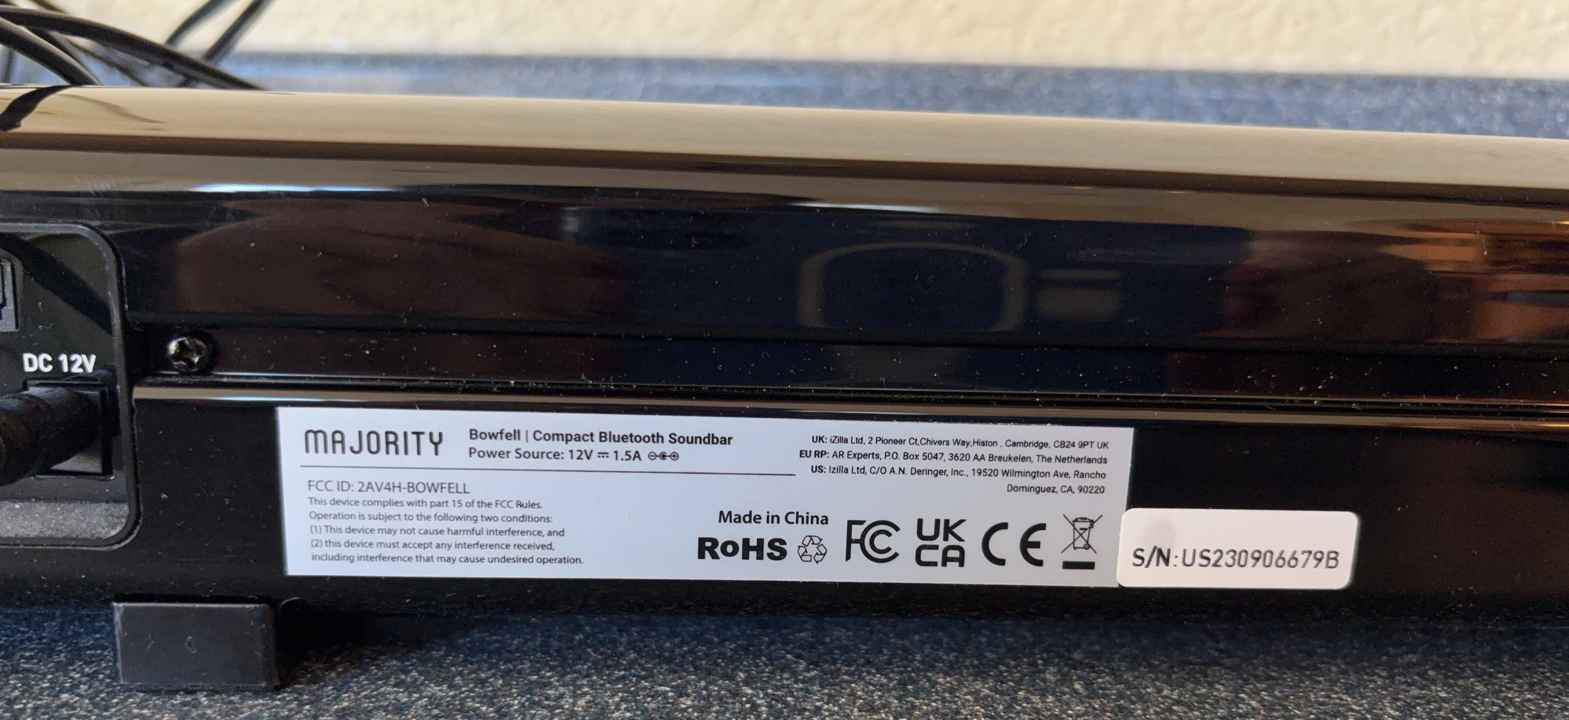 DC 12V
MAJORITY
Bowfell | Compact Bluetooth Soundbar
Power Source: 12V ⎓ 1.5A
UK: iZilla Ltd, 2 Pioneer Ct,Chivers Way,Histon , Cambridge, CB24 9PT UK
EU RP: AR Experts, P.O. Box 5047, 3620 AA Breukelen, The Netherlands
US: Izilla Ltd, C/O A.N. Deringer, Inc., 19520 Wilmington Ave, Rancho
Dominguez, CA, 90220
FCC ID: 2AV4H-BOWFELL
This device complies with part 15 of the FCC Rules.
Operation is subject to the following two conditions:
(1) This device may not cause harmful interference, and
(2) this device must accept any interference received,
including interference that may cause undesired operation.
Made in China
RoHS
FC
UK
CA
CE
S/N:US230906679B